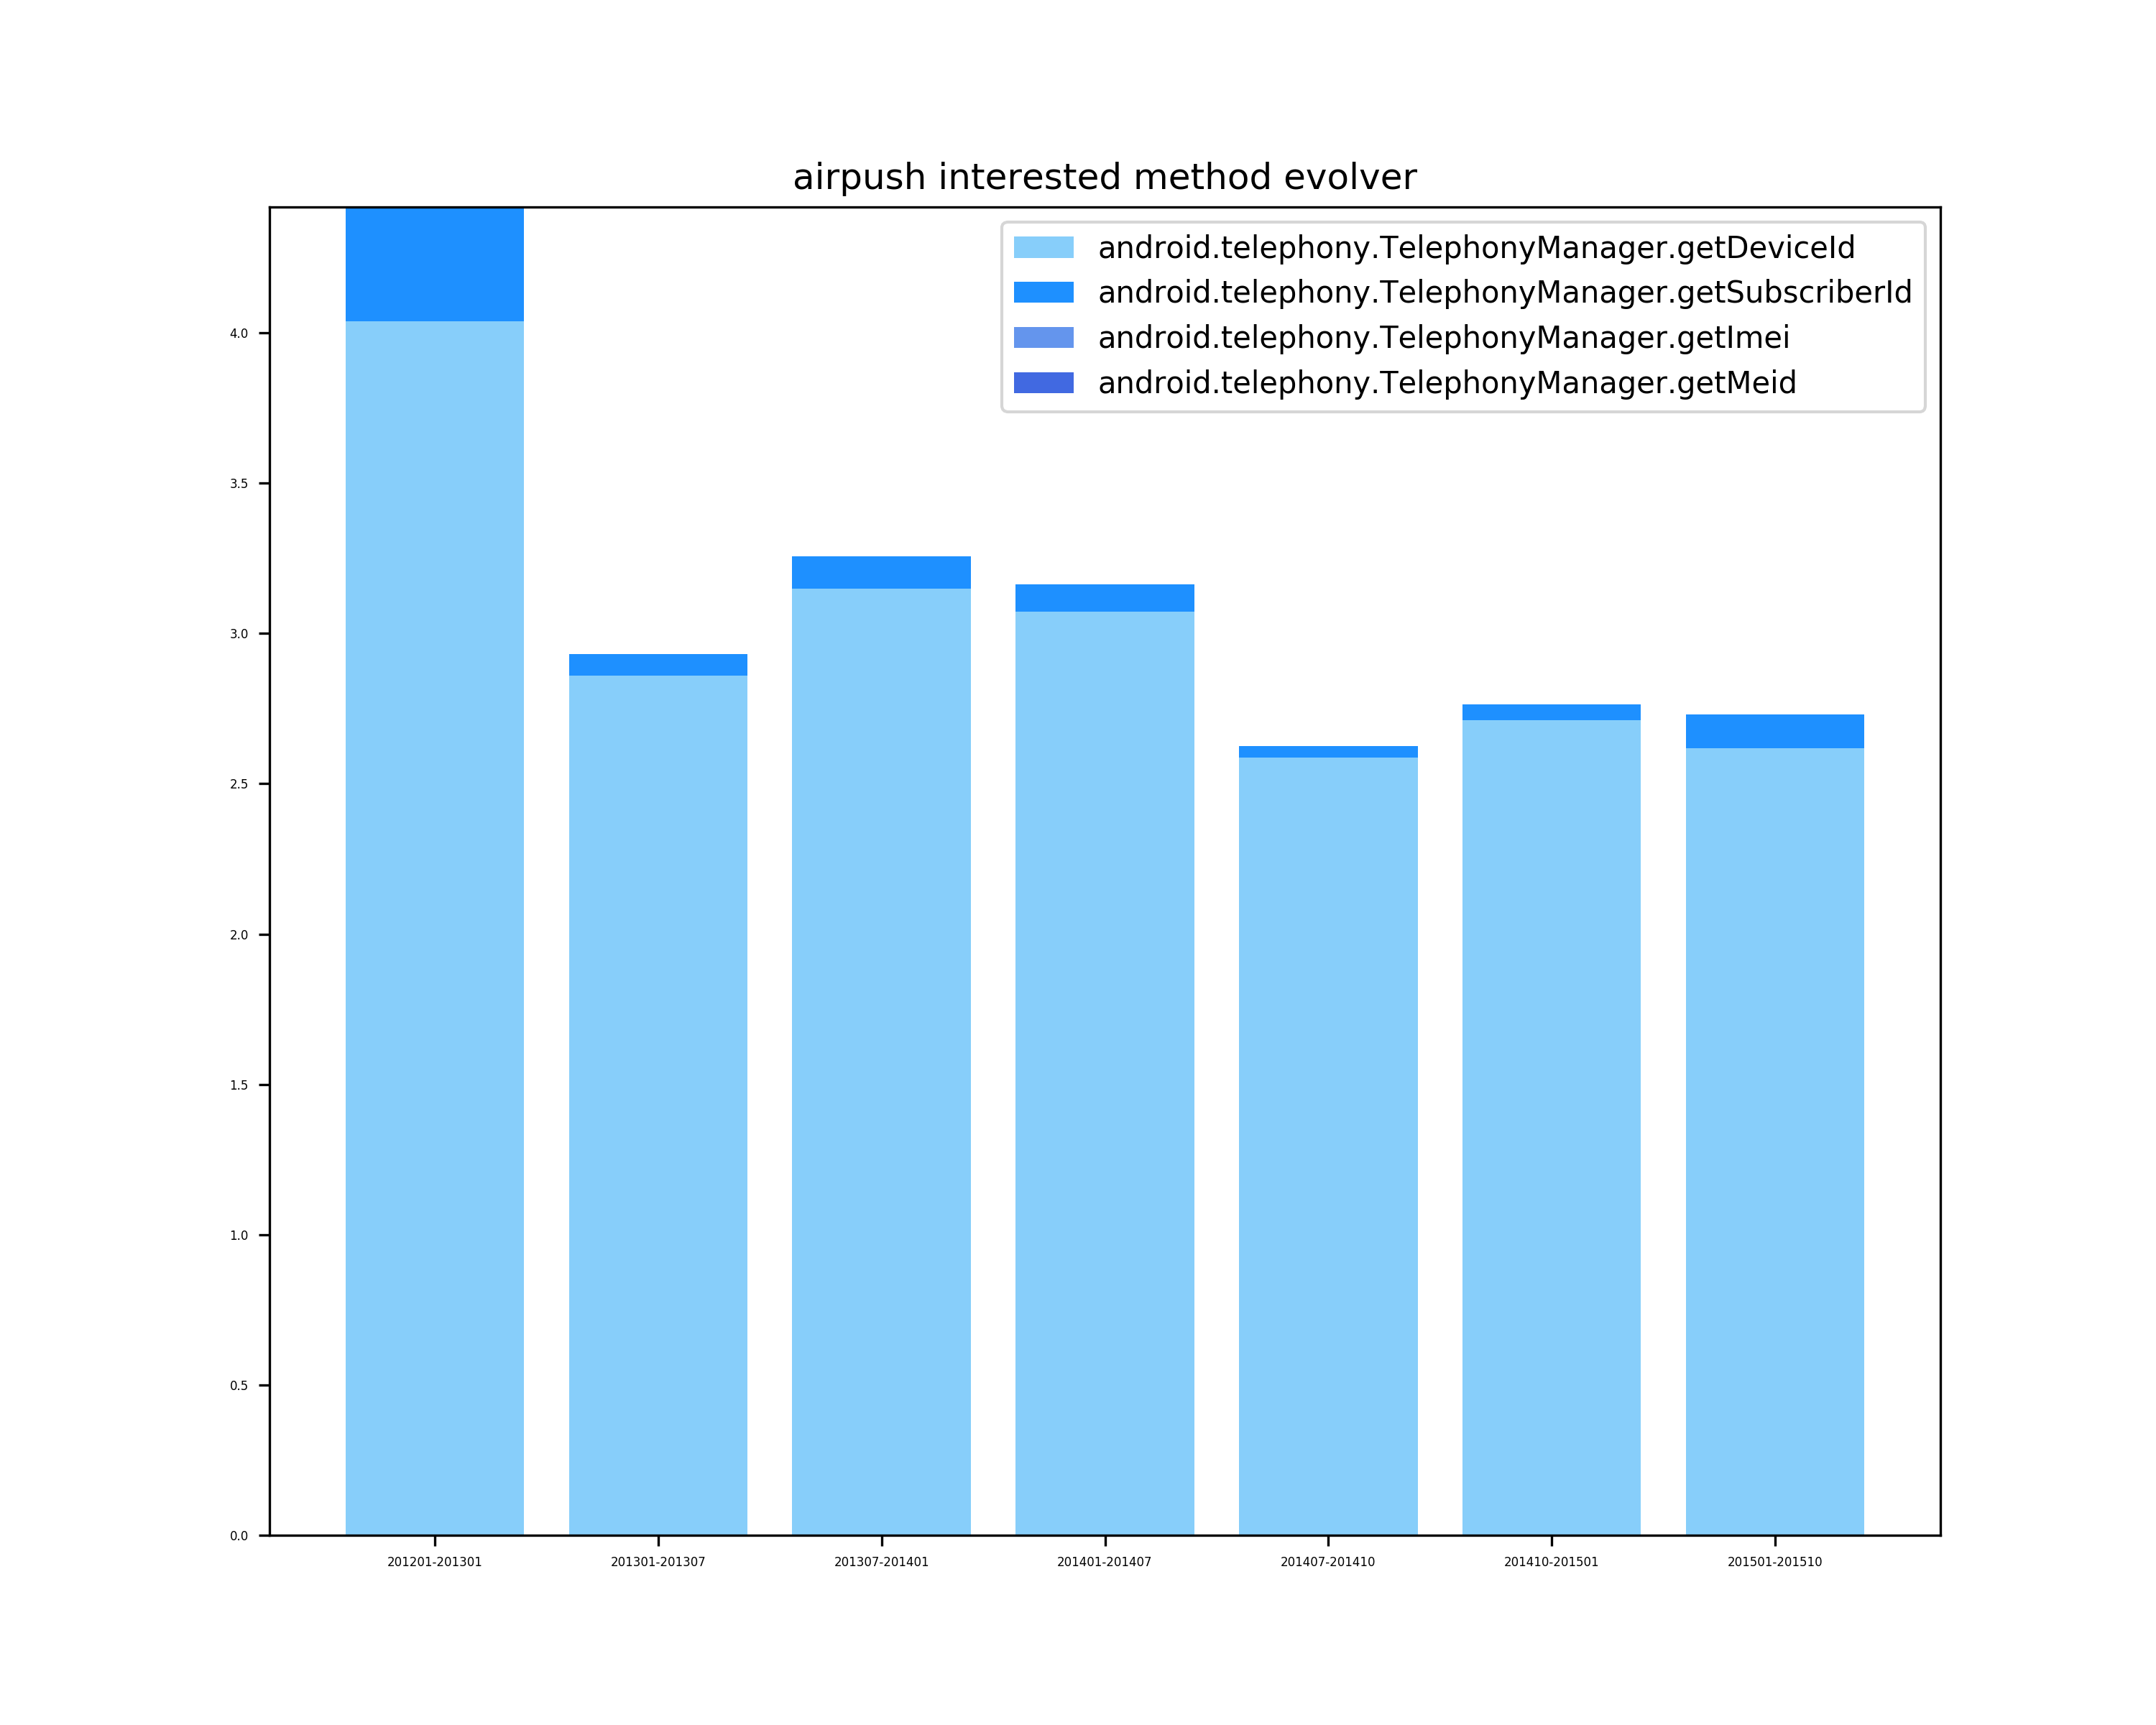 airpush interested method evolver
android.telephony.TelephonyManager.getDeviceId
android.telephony.TelephonyManager.getSubscriberId
android.telephony.TelephonyManager.getImei
android.telephony.TelephonyManager.getMeid
4.0
3.5
3.0
2.5
2.0
1.5
1.0
0.5
0.0
201201-201301 201301-201307 201307-201401 201401-201407 201407-201410 201410-201501 201501-201510